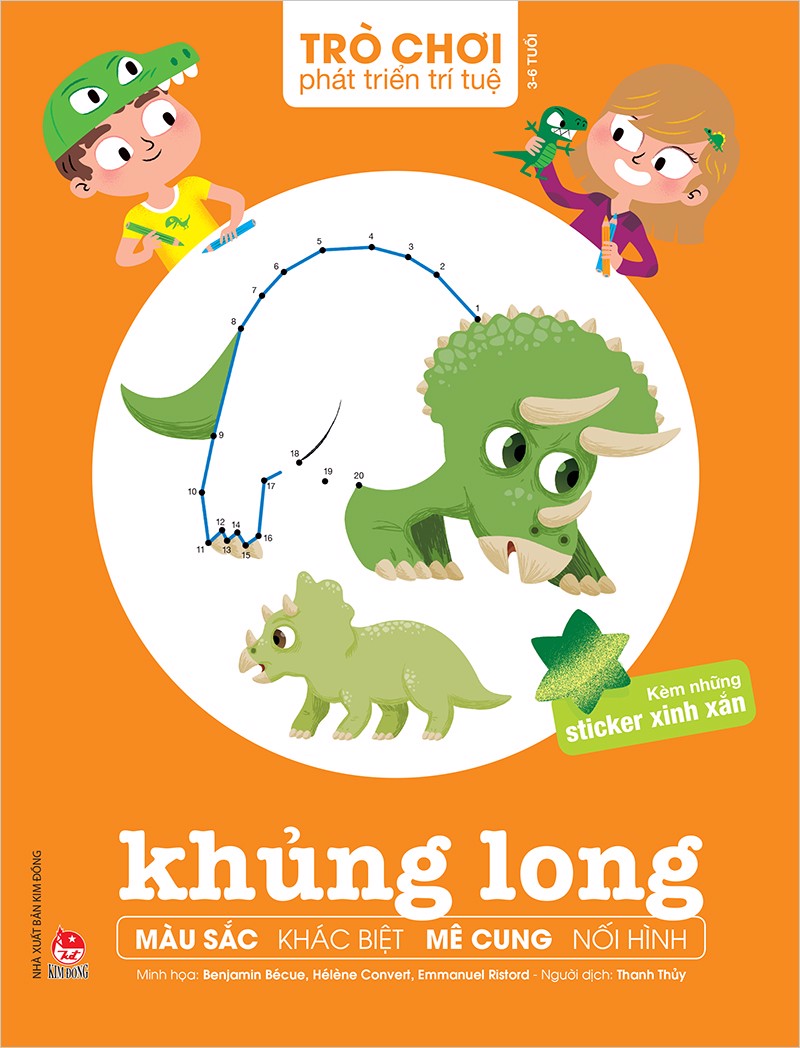 TRÒ CHƠI
phát triển trí tuệ
3-6 TUỔI
4
5
3
6
2
7
1
8
9
18
19
20
17
10
12
14
16
11
13
15
Kèm những
sticker xinh xắn
khủng long
MÀU SẮC KHÁC BIỆT MÊ CUNG NỐI HÌNH
Minh họa: Benjamin Bécue, Hélène Convert, Emmanuel Ristord - Người dịch: Thanh Thủy
NHÀ XUẤT BẢN KIM ĐỒNG
KIM ĐỒNG